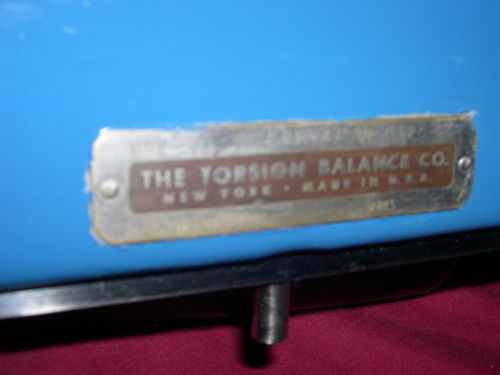 THE TORSION BALANCE CO.
NEW YORK · MADE IN U.S.A.